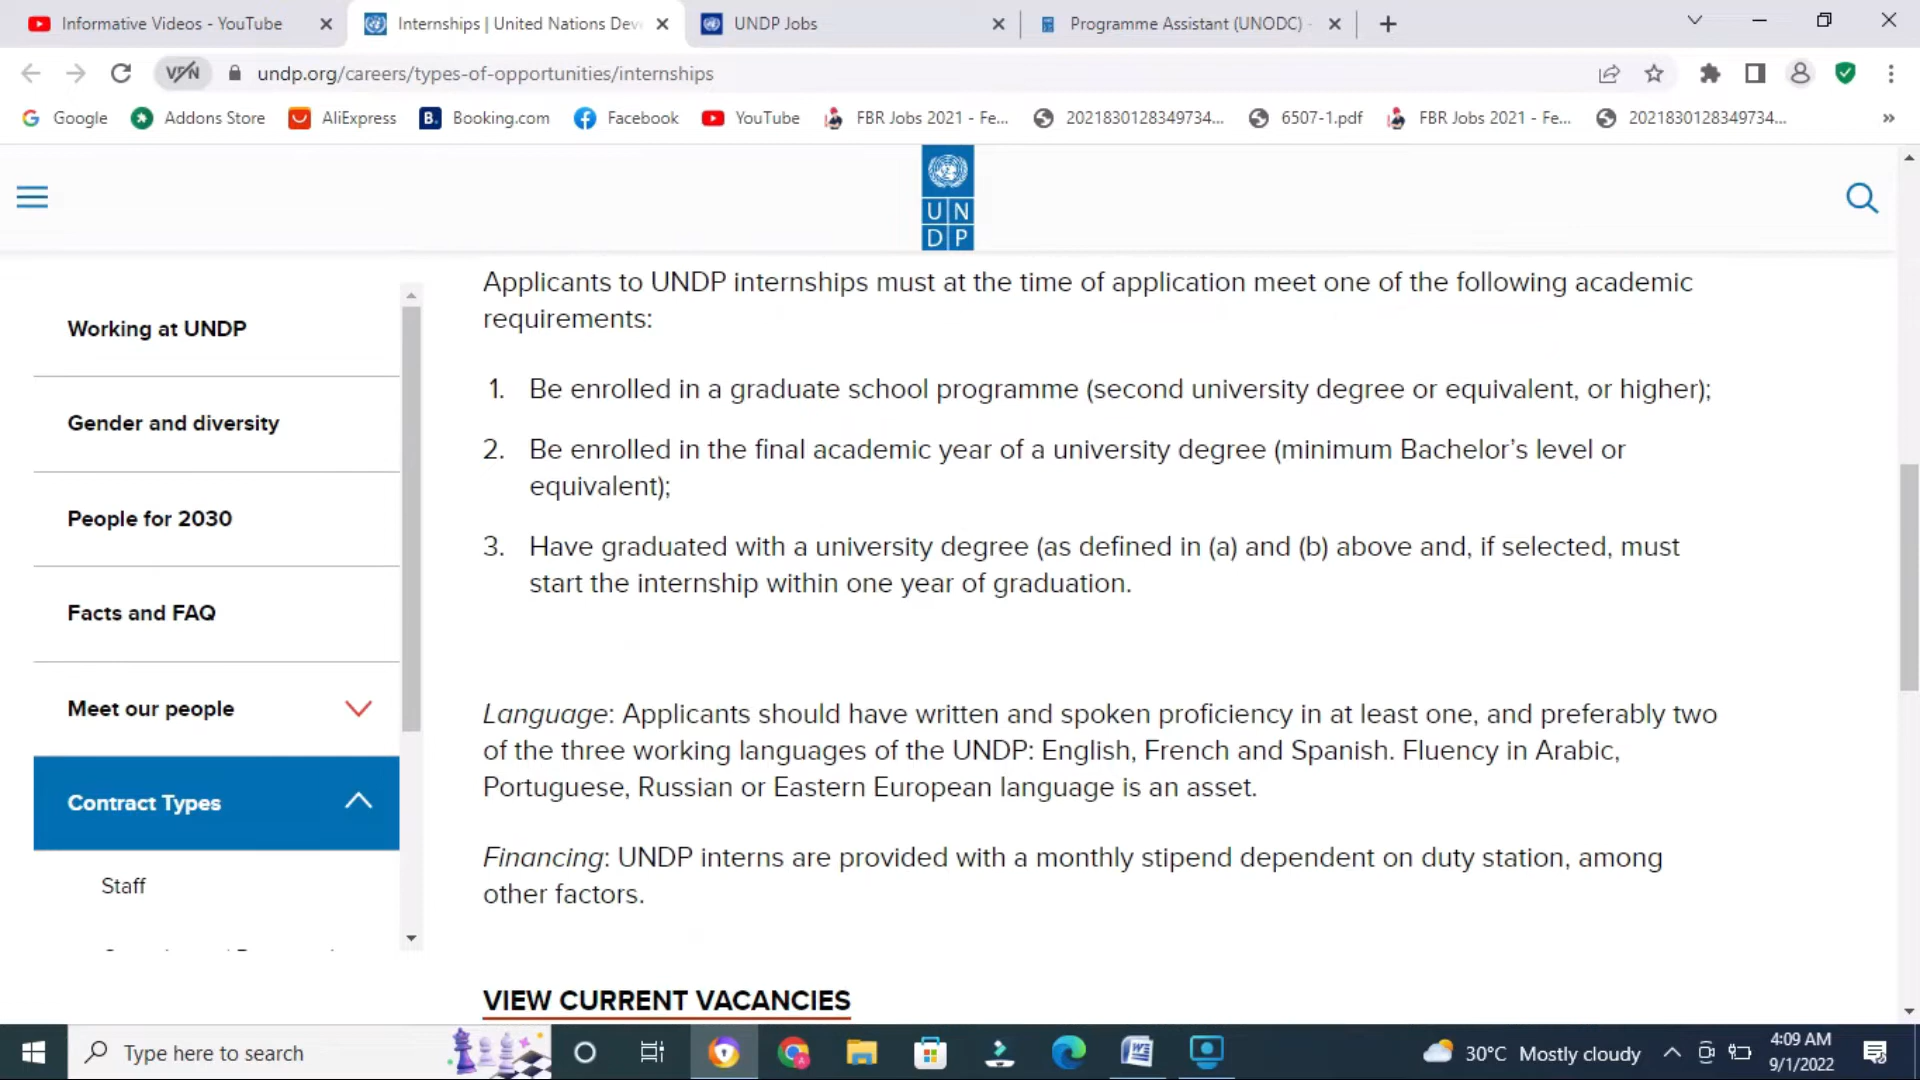 Informative Videos - YouTube
Internships | United Nations Dev
UNDP Jobs
Programme Assistant (UNODC) -
VPN
undp.org/careers/types-of-opportunities/internships
Google
Addons Store
AliExpress
B.
Booking.com
Facebook
YouTube
FBR Jobs 2021 - Fe...
2021830128349734...
6507-1.pdf
FBR Jobs 2021 - Fe...
2021830128349734...
U N
D P
Working at UNDP
Gender and diversity
People for 2030
Facts and FAQ
Meet our people
Contract Types
Staff
Applicants to UNDP internships must at the time of application meet one of the following academic
requirements:
1. Be enrolled in a graduate school programme (second university degree or equivalent, or higher);
2. Be enrolled in the final academic year of a university degree (minimum Bachelor’s level or
equivalent);
3. Have graduated with a university degree (as defined in (a) and (b) above and, if selected, must
start the internship within one year of graduation.
Language: Applicants should have written and spoken proficiency in at least one, and preferably two
of the three working languages of the UNDP: English, French and Spanish. Fluency in Arabic,
Portuguese, Russian or Eastern European language is an asset.
Financing: UNDP interns are provided with a monthly stipend dependent on duty station, among
other factors.
VIEW CURRENT VACANCIES
Type here to search
30°C Mostly cloudy
4:09 AM
9/1/2022